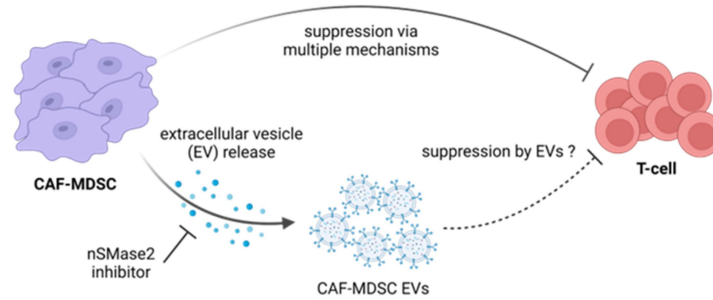 suppression via
multiple mechanisms
extracellular vesicle
(EV) release
suppression by EVs ?
T-cell
CAF-MDSC
nSMase2
inhibitor
CAF-MDSC EVs